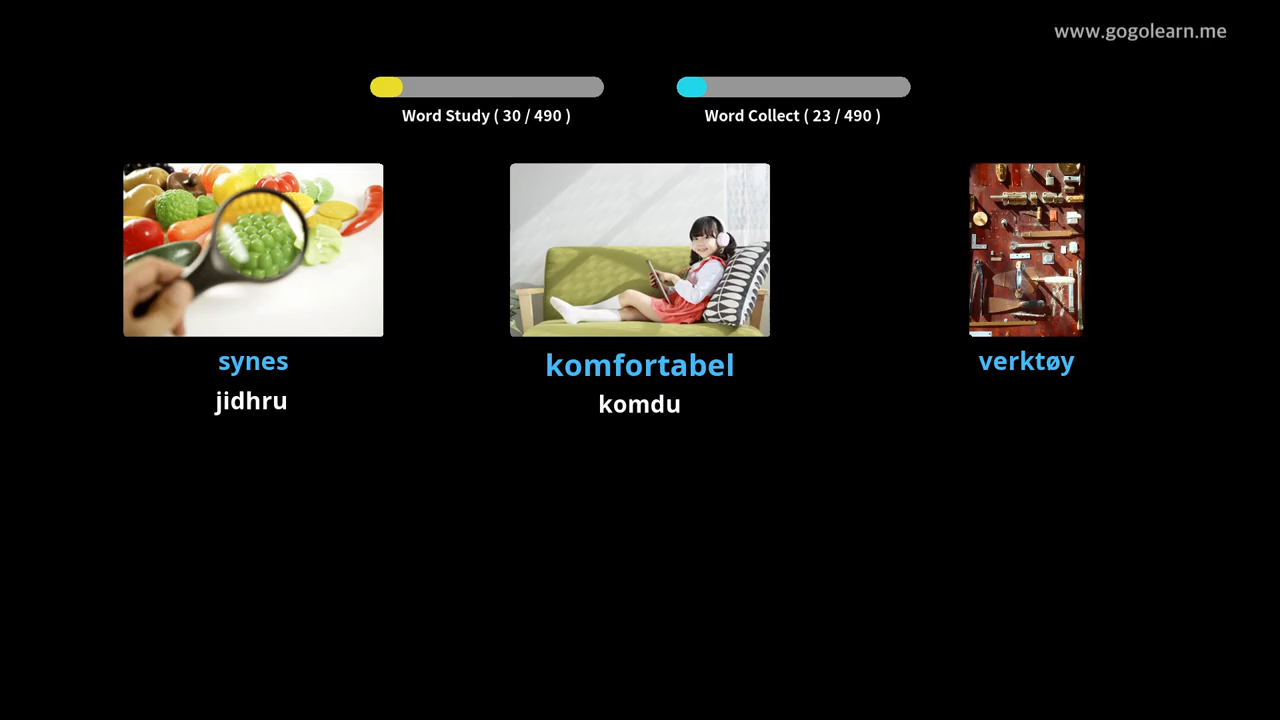 www.gogolearn.me
Word Study ( 30 / 490 )
Word Collect ( 23 / 490 )
synes
komfortabel
verktøy
jidhru
komdu